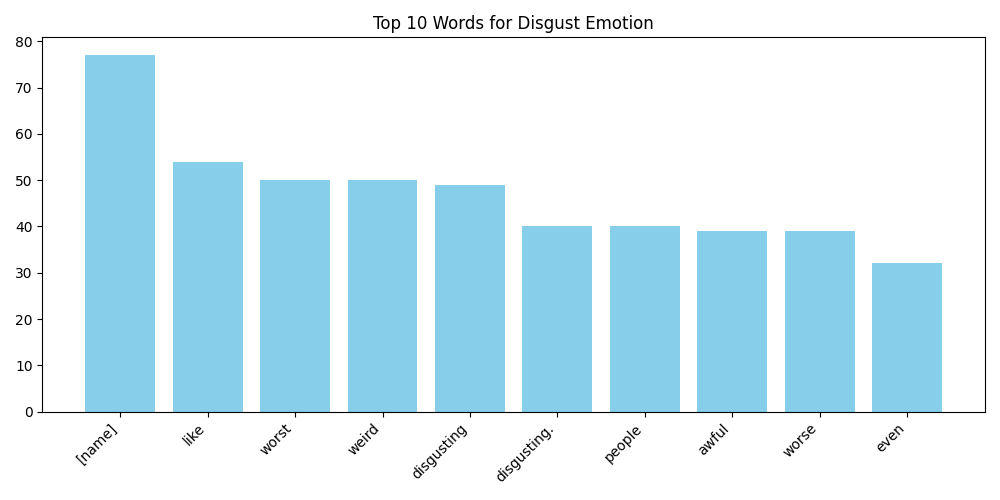 Top 10 Words for Disgust Emotion
80
70
60
50
40
30
20
10
0
[name]
like
worst
weird
disgusting
disgusting.
people
awful
worse
even